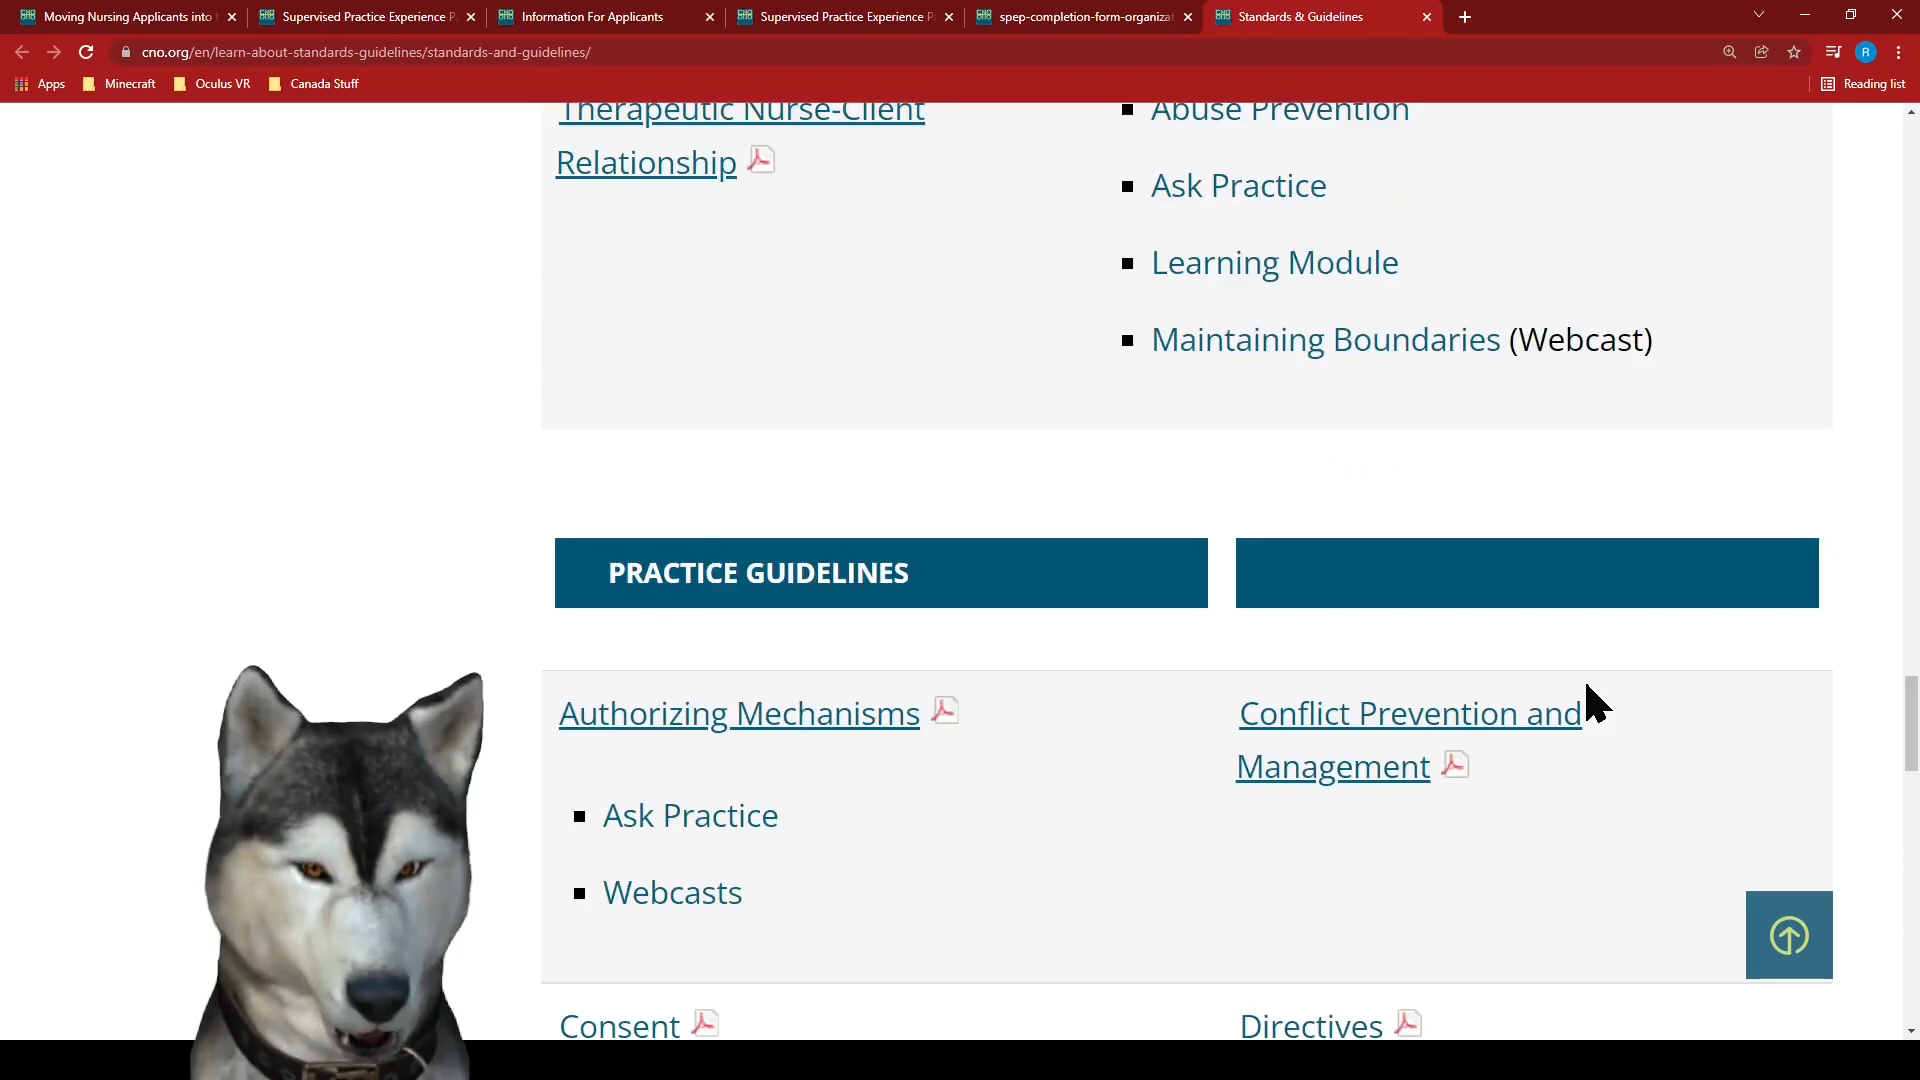 Moving Nursing Applicants into
Supervised Practice Experience P
Information For Applicants
Supervised Practice Experience P
spep-completion-form-organizat
Standards & Guidelines
cno.org/en/learn-about-standards-guidelines/standards-and-guidelines/
R
Apps
Minecraft
Oculus VR
Canada Stuff
Reading list
Therapeutic Nurse-Client
Relationship
Abuse Prevention
Ask Practice
Learning Module
Maintaining Boundaries (Webcast)
PRACTICE GUIDELINES
Authorizing Mechanisms
Ask Practice
Webcasts
Conflict Prevention and
Management
Consent
Directives